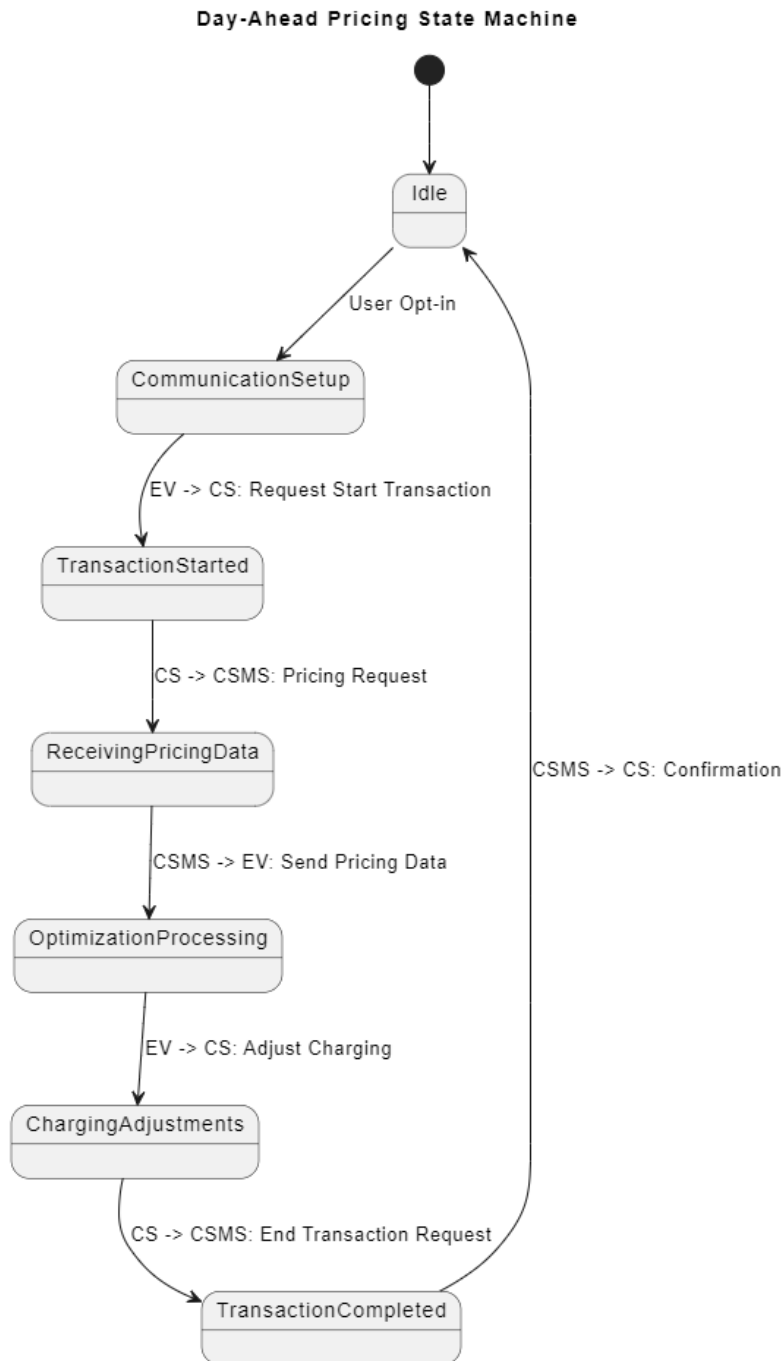 Day-Ahead Pricing State Machine
Idle
User Opt-in
CommunicationSetup
EV -> CS: Request Start Transaction
TransactionStarted
CS -> CSMS: Pricing Request
ReceivingPricingData
CSMS -> CS: Confirmation
CSMS -> EV: Send Pricing Data
OptimizationProcessing
EV -> CS: Adjust Charging
ChargingAdjustments
CS -> CSMS: End Transaction Request
TransactionCompleted